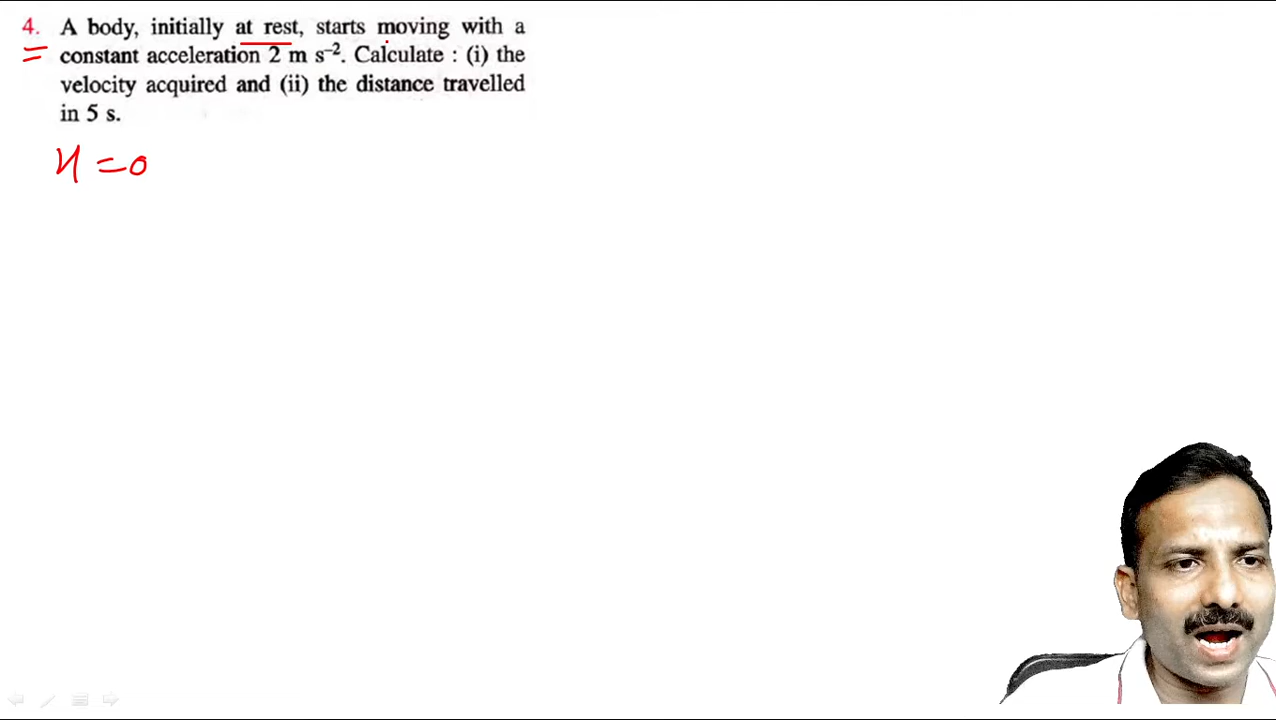 4. A body, initially at rest, starts moving with a
constant acceleration 2 m s⁻². Calculate : (i) the
velocity acquired and (ii) the distance travelled
in 5 s.
u = 0